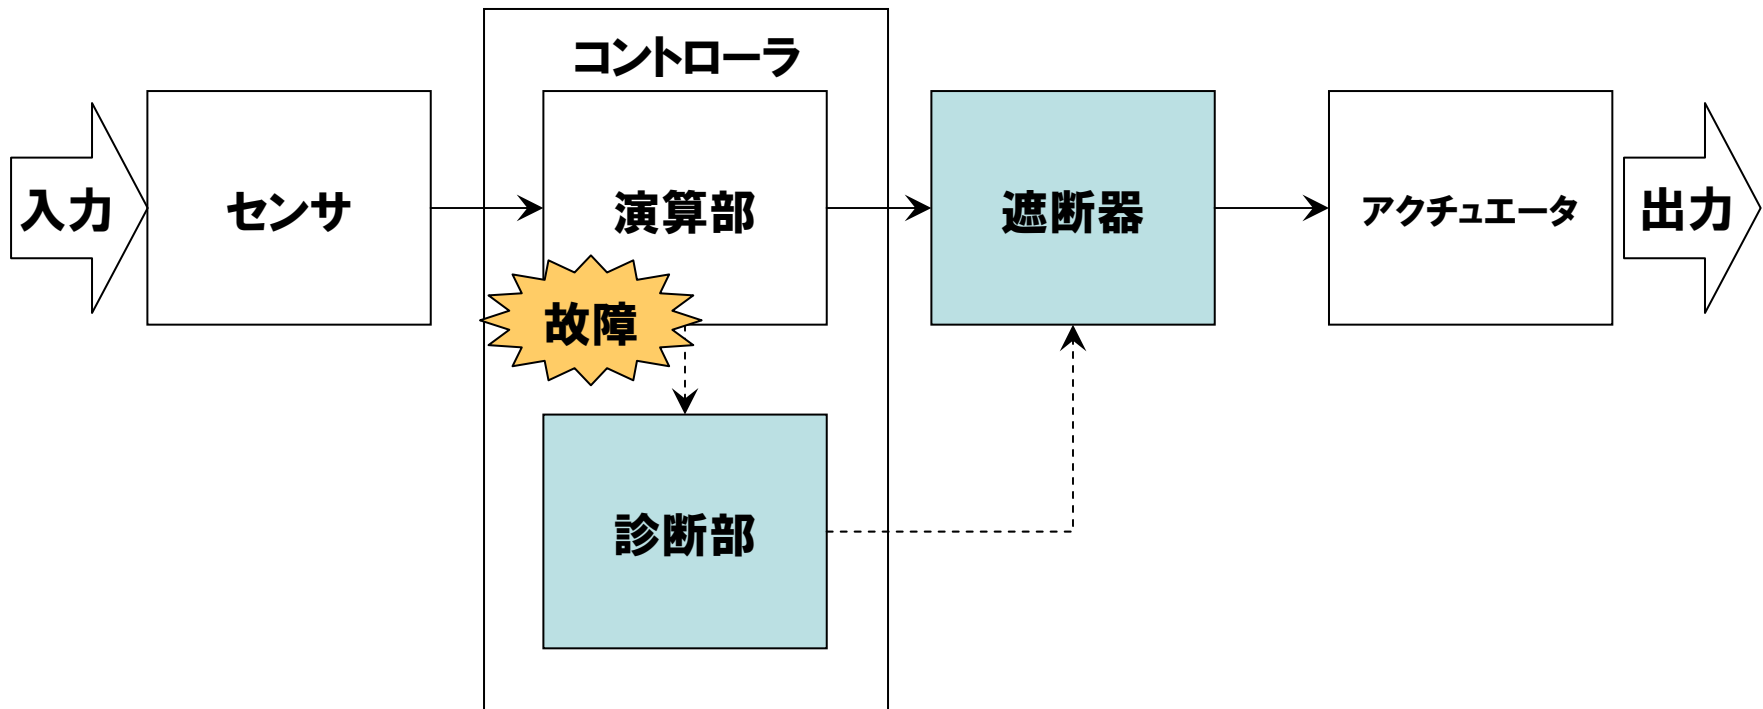 コントローラ
入力
センサ
演算部
遮断器
アクチュエータ
出力
故障
診断部